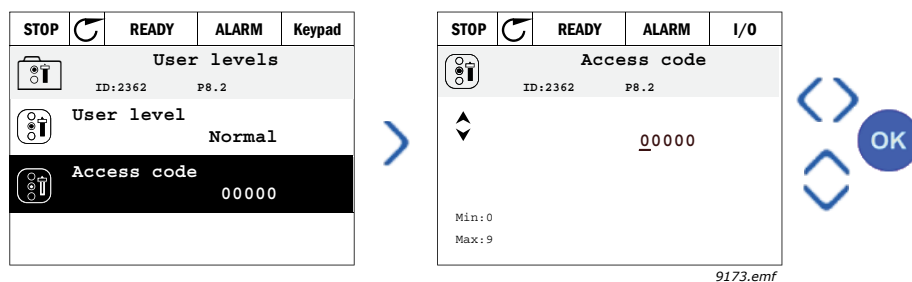 STOP READY ALARM Keypad
User levels
ID:2362 P8.2
User level
Normal
Access code
00000
STOP READY ALARM I/O
Access code
ID:2362 P8.2
00000
Min:0
Max:9
OK
9173.emf